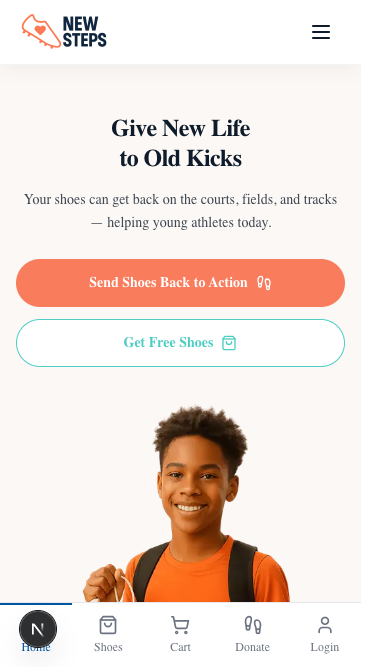 NEW
STEPS
Give New Life
to Old Kicks
Your shoes can get back on the courts, fields, and tracks
— helping young athletes today.
Send Shoes Back to Action
Get Free Shoes
N
Home
Shoes
Cart
Donate
Login